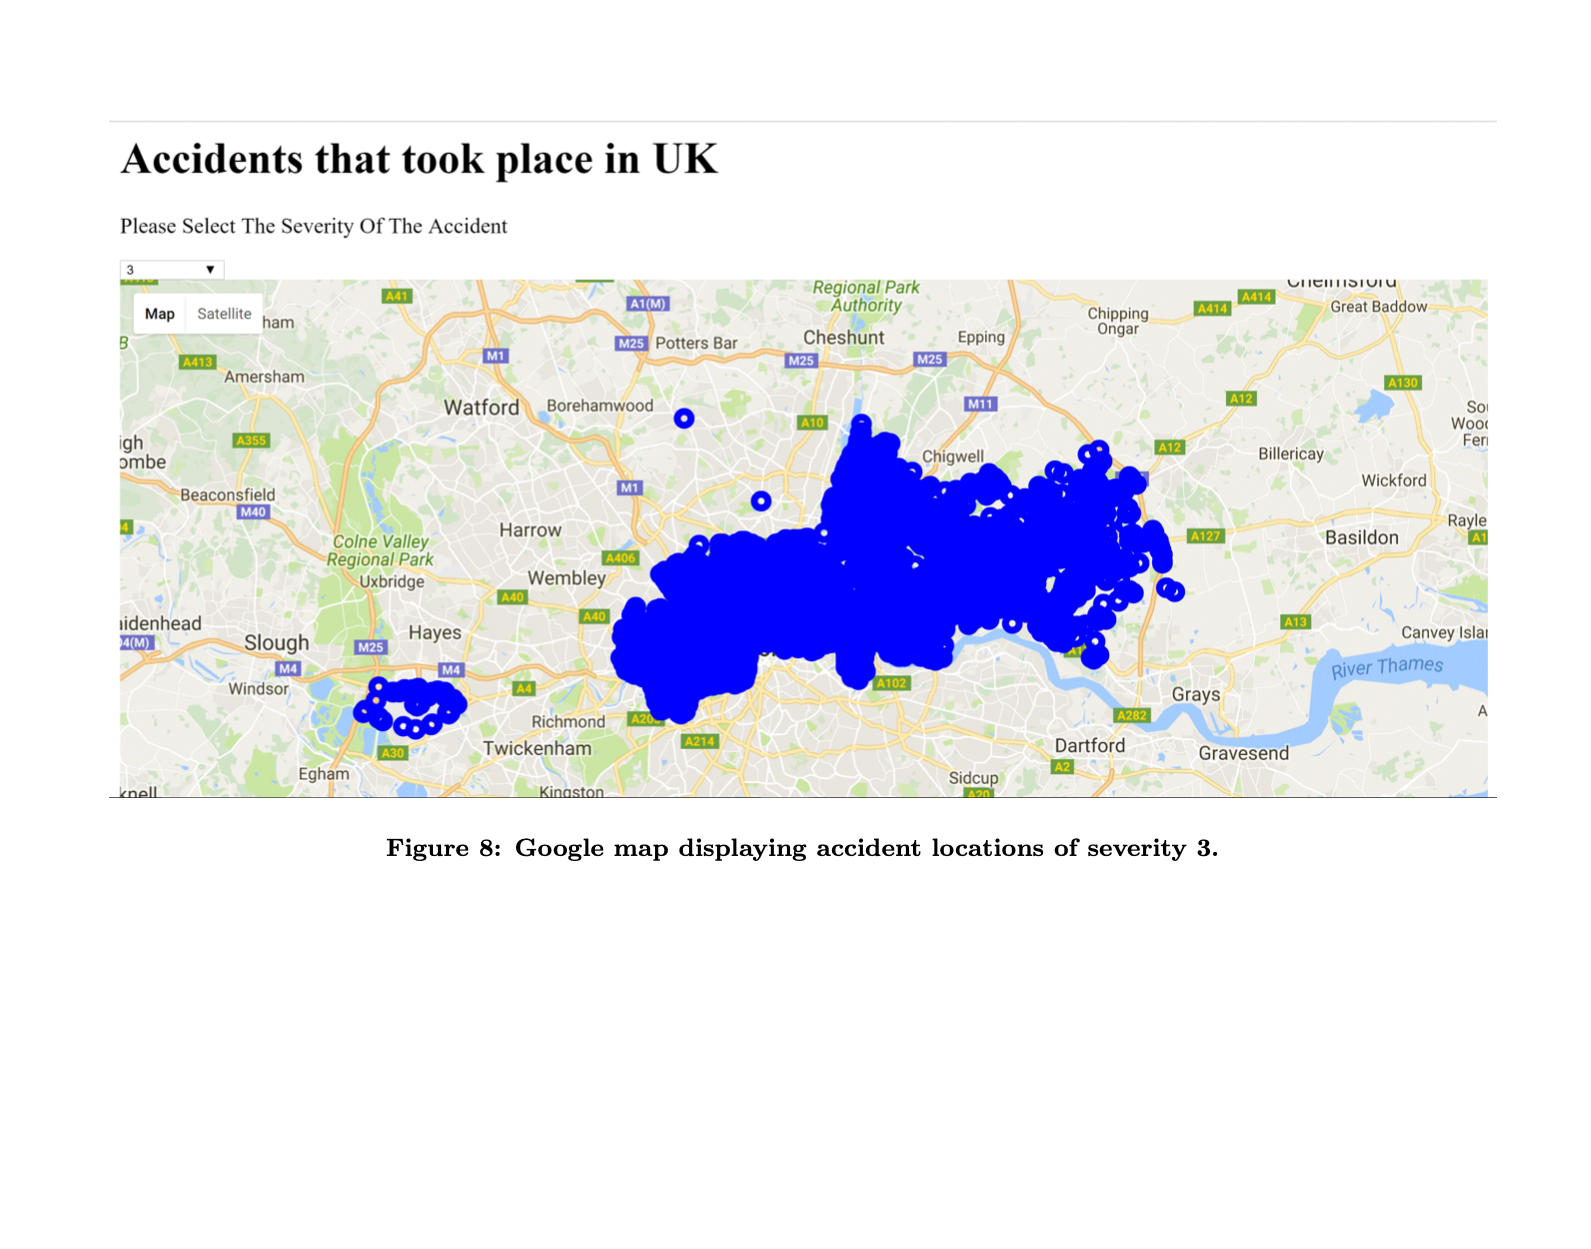 Accidents that took place in UK
Please Select The Severity Of The Accident
3
Map Satellite
A41
A1(M)
Regional Park
Authority
Chelmsford
A414
A414
Great Baddow
Chipping
Ongar
ham
B
A413
M1
M25
Potters Bar
Cheshunt
Epping
M25
M25
Amersham
A130
Watford
Borehamwood
M11
A12
A10
A355
igh
ombe
Chigwell
A12
Billericay
Wickford
Beaconsfield
M40
M1
Harrow
4
Colne Valley
Regional Park
A406
A127
Basildon
Rayle
A1
Uxbridge
Wembley
A40
A40
aidenhead
A13
Canvey Islar
04(M)
Slough
Hayes
M25
M4
M4
River Thames
Windsor
A4
A102
Grays
A
Richmond
A20
A282
Twickenham
A214
Dartford
Gravesend
A30
Egham
A2
Sidcup
Kingston
A20
knell
Figure 8: Google map displaying accident locations of severity 3.